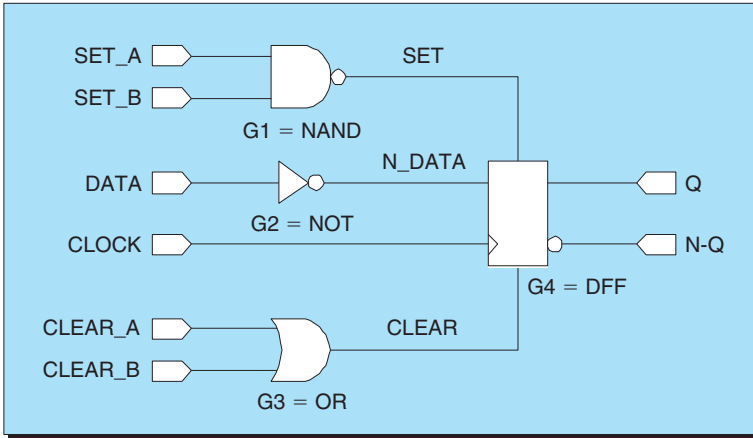 SET_A
SET
SET_B
G1 = NAND
N_DATA
DATA
Q
G2 = NOT
CLOCK
N-Q
G4 = DFF
CLEAR_A
CLEAR
CLEAR_B
G3 = OR